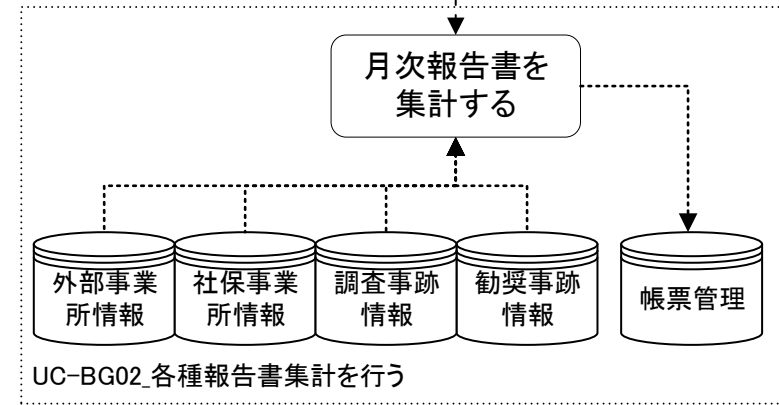 月次報告書を
集計する
外部事業
所情報
社保事業
所情報
調査事跡
情報
勧奨事跡
情報
帳票管理
UC-BG02_各種報告書集計を行う